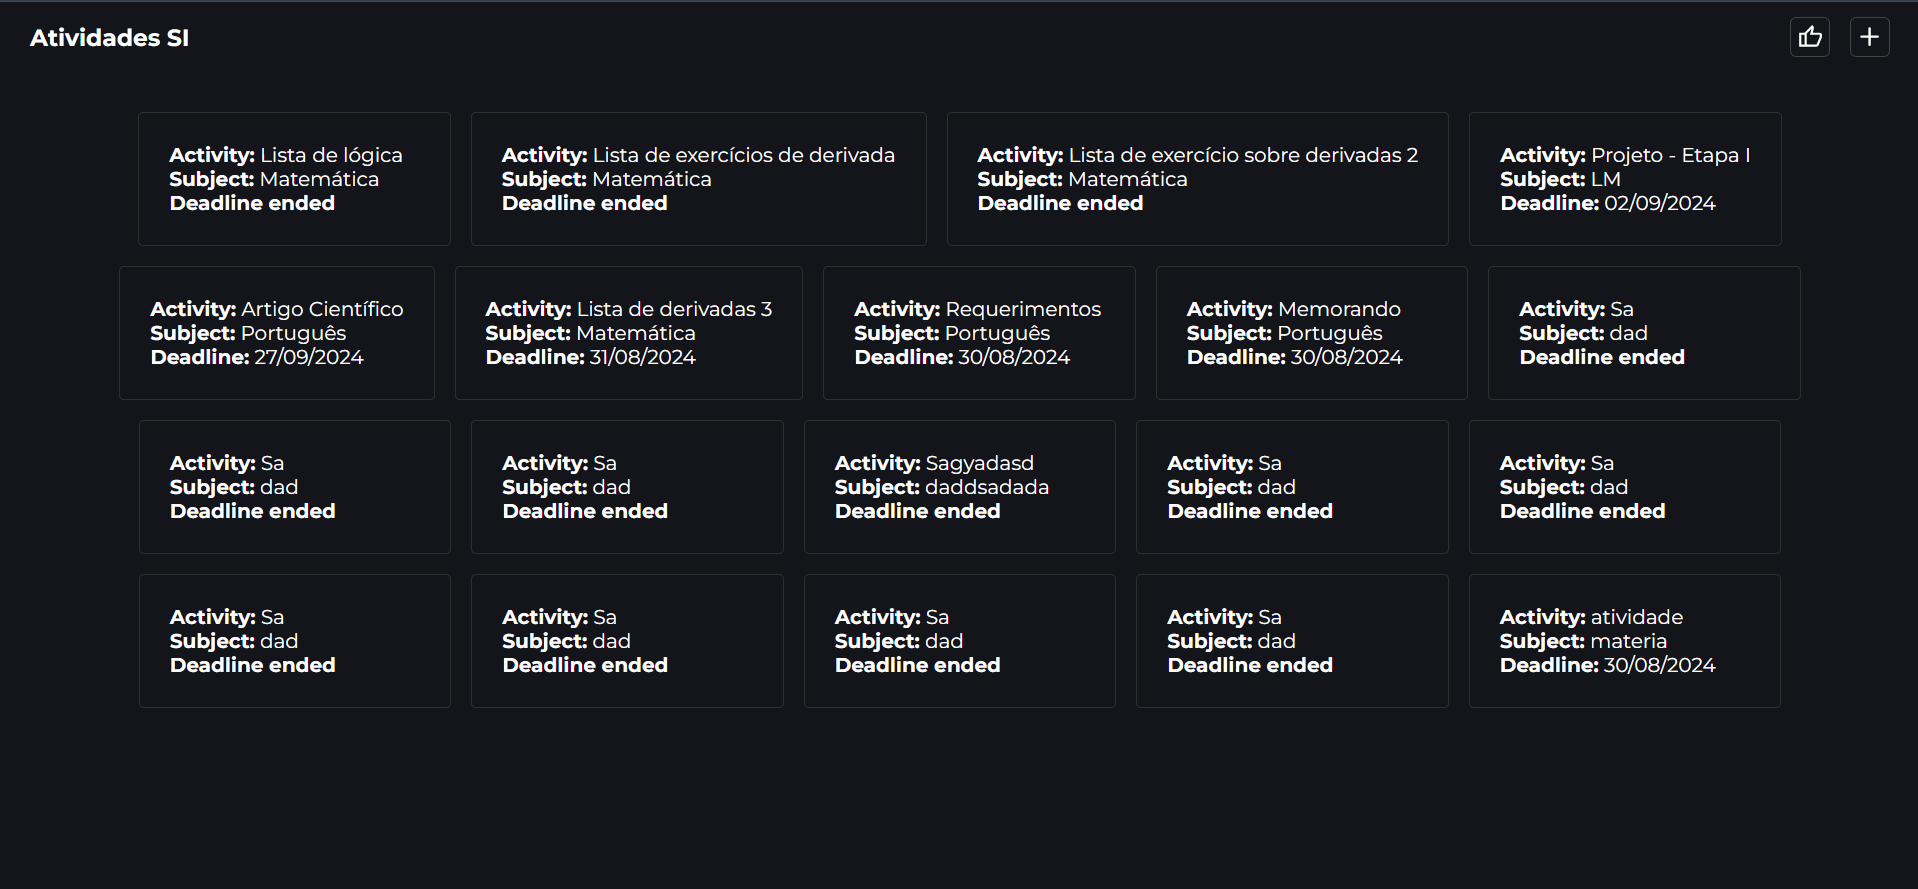 Atividades SI
Activity: Lista de lógica
Subject: Matemática
Deadline ended
Activity: Lista de exercícios de derivada
Subject: Matemática
Deadline ended
Activity: Lista de exercício sobre derivadas 2
Subject: Matemática
Deadline ended
Activity: Projeto - Etapa I
Subject: LM
Deadline: 02/09/2024
Activity: Artigo Científico
Subject: Português
Deadline: 27/09/2024
Activity: Lista de derivadas 3
Subject: Matemática
Deadline: 31/08/2024
Activity: Requerimentos
Subject: Português
Deadline: 30/08/2024
Activity: Memorando
Subject: Português
Deadline: 30/08/2024
Activity: Sa
Subject: dad
Deadline ended
Activity: Sa
Subject: dad
Deadline ended
Activity: Sa
Subject: dad
Deadline ended
Activity: Sagyadasd
Subject: daddsadada
Deadline ended
Activity: Sa
Subject: dad
Deadline ended
Activity: Sa
Subject: dad
Deadline ended
Activity: Sa
Subject: dad
Deadline ended
Activity: Sa
Subject: dad
Deadline ended
Activity: Sa
Subject: dad
Deadline ended
Activity: Sa
Subject: dad
Deadline ended
Activity: atividade
Subject: materia
Deadline: 30/08/2024